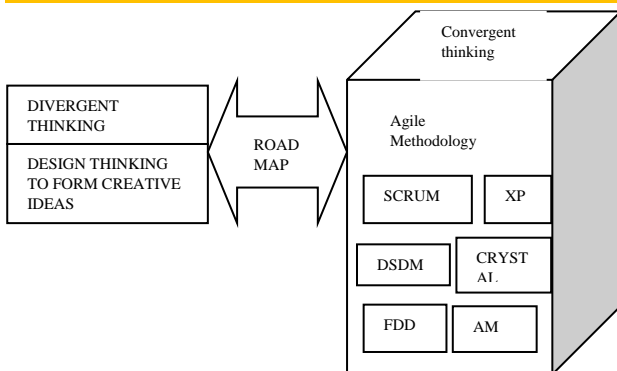 Convergent
thinking
DIVERGENT
THINKING
DESIGN THINKING
TO FORM CREATIVE
IDEAS
ROAD
MAP
Agile
Methodology
SCRUM
XP
DSDM
CRYST
AL
FDD
AM